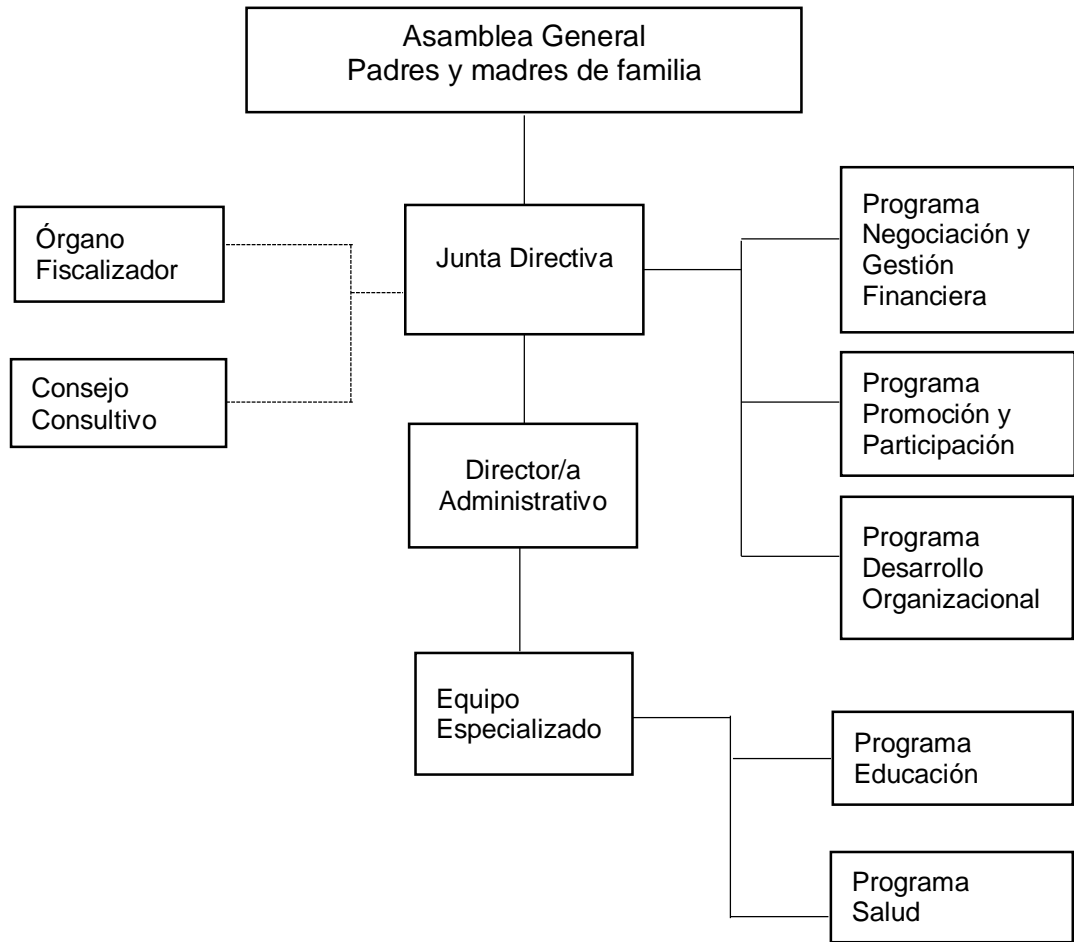 Asamblea General
Padres y madres de familia
Órgano
Fiscalizador
Junta Directiva
Programa
Negociación y
Gestión
Financiera
Consejo
Consultivo
Programa
Promoción y
Participación
Director/a
Administrativo
Programa
Desarrollo
Organizacional
Equipo
Especializado
Programa
Educación
Programa
Salud